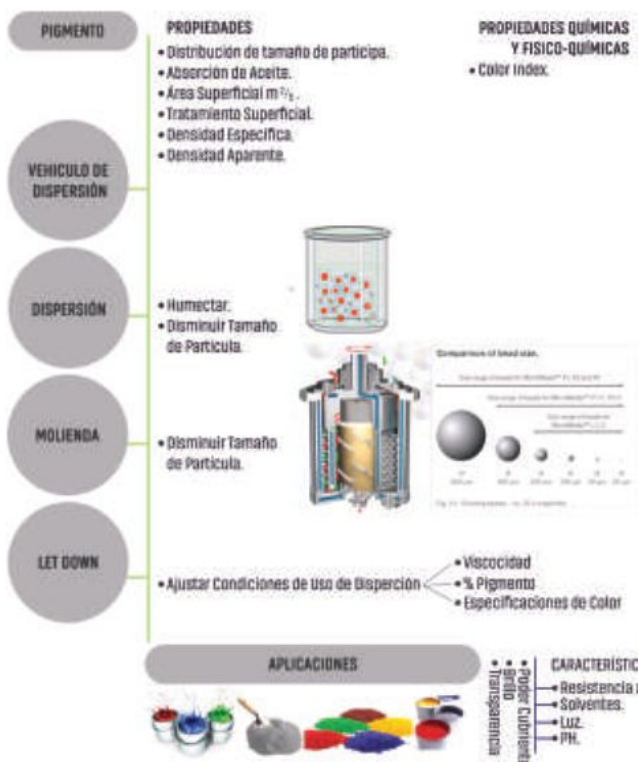 PIGMENTO
PROPIEDADES
• Distribución de tamaño de participa.
• Absorción de Aceite.
• Área Superficial m²/g.
• Tratamiento Superficial.
• Densidad Específica.
• Densidad Aparente.
PROPIEDADES QUÍMICAS
Y FISICO-QUÍMICAS
• Color Index.
VEHICULO DE
DISPERSIÓN
DISPERSIÓN
• Humectar.
• Disminuir Tamaño
de Partícula.
Comparison of bead size.
MOLIENDA
• Disminuir Tamaño
de Partícula.
LET DOWN
• Ajustar Condiciones de Uso de Disperción
• Viscocidad
• % Pigmento
• Especificaciones de Color
APLICACIONES
• Poder Cubriente
• Brillo
• Transparencia
CARACTERÍSTIC
• Resistencia a
• Solventes.
• Luz.
• PH.